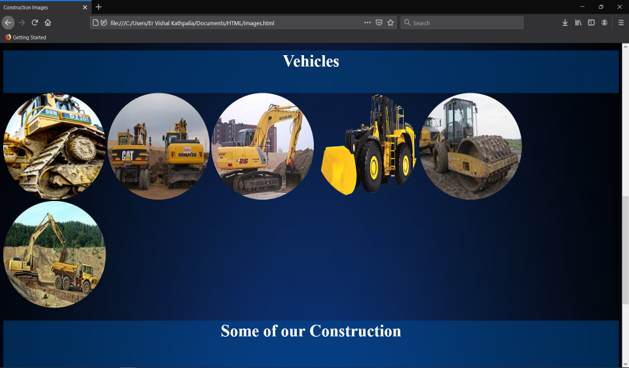 Construction Images
file:///C:/Users/Er Vishal Kathpalia/Documents/HTML/images.html
Search
Getting Started
Vehicles
CAT
KOMATSU
Some of our Construction